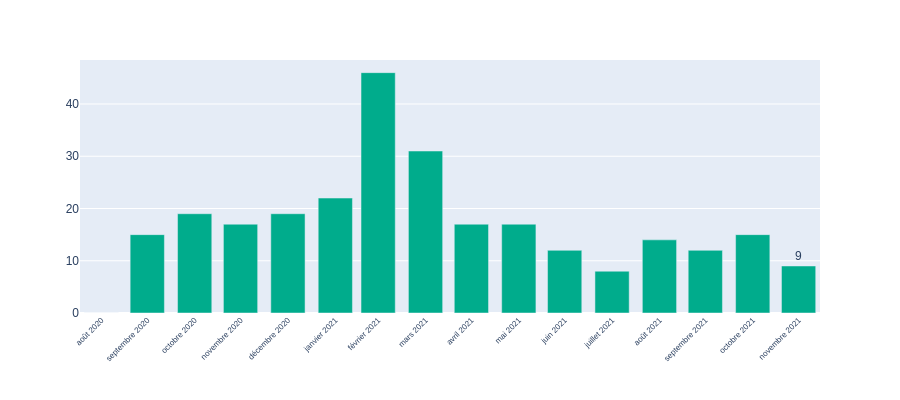 40
30
20
10
0
9
août 2020
septembre 2020
octobre 2020
novembre 2020
décembre 2020
janvier 2021
février 2021
mars 2021
avril 2021
mai 2021
juin 2021
juillet 2021
août 2021
septembre 2021
octobre 2021
novembre 2021